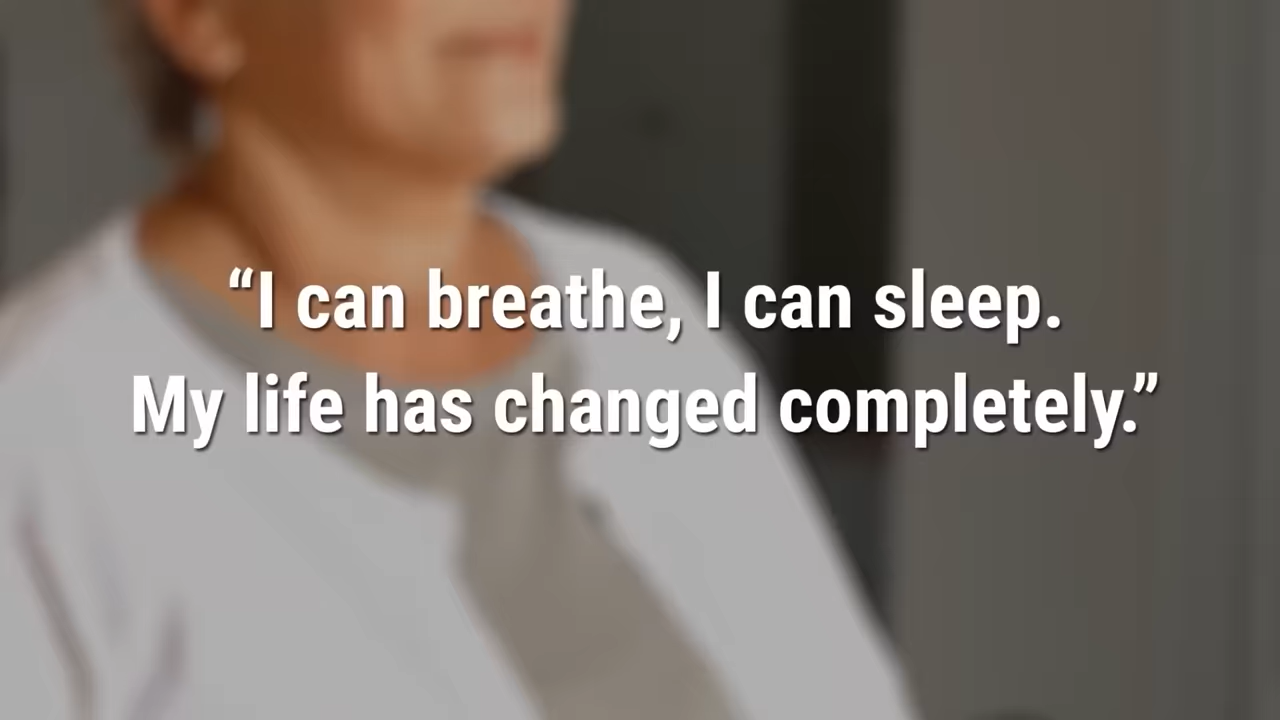 “I can breathe, I can sleep.
My life has changed completely.”